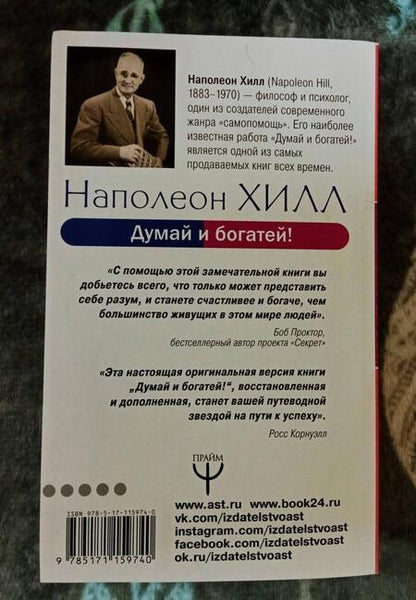 Наполеон Хилл (Napoleon Hill,
1883–1970) — философ и психолог,
один из создателей современного
жанра «самопомощь». Его наиболее
известная работа «Думай и богатей!»
является одной из самых
продаваемых книг всех времен.
Наполеон ХИЛЛ
Думай и богатей!
«С помощью этой замечательной книги вы
добьетесь всего, что только может представить
себе разум, и станете счастливее и богаче, чем
большинство живущих в этом мире людей».
Боб Проктор,
бестселлерный автор проекта «Секрет»
«Эта настоящая оригинальная версия книги
„Думай и богатей!“, восстановленная
и дополненная, станет вашей путеводной
звездой на пути к успеху».
Росс Корнуэлл
ПРАЙМ
ISBN 978-5-17-115974-0
9 785171 159740
www.ast.ru www.book24.ru
vk.com/izdatelstvoast
instagram.com/izdatelstvoast
facebook.com/izdatelstvoast
ok.ru/izdatelstvoast